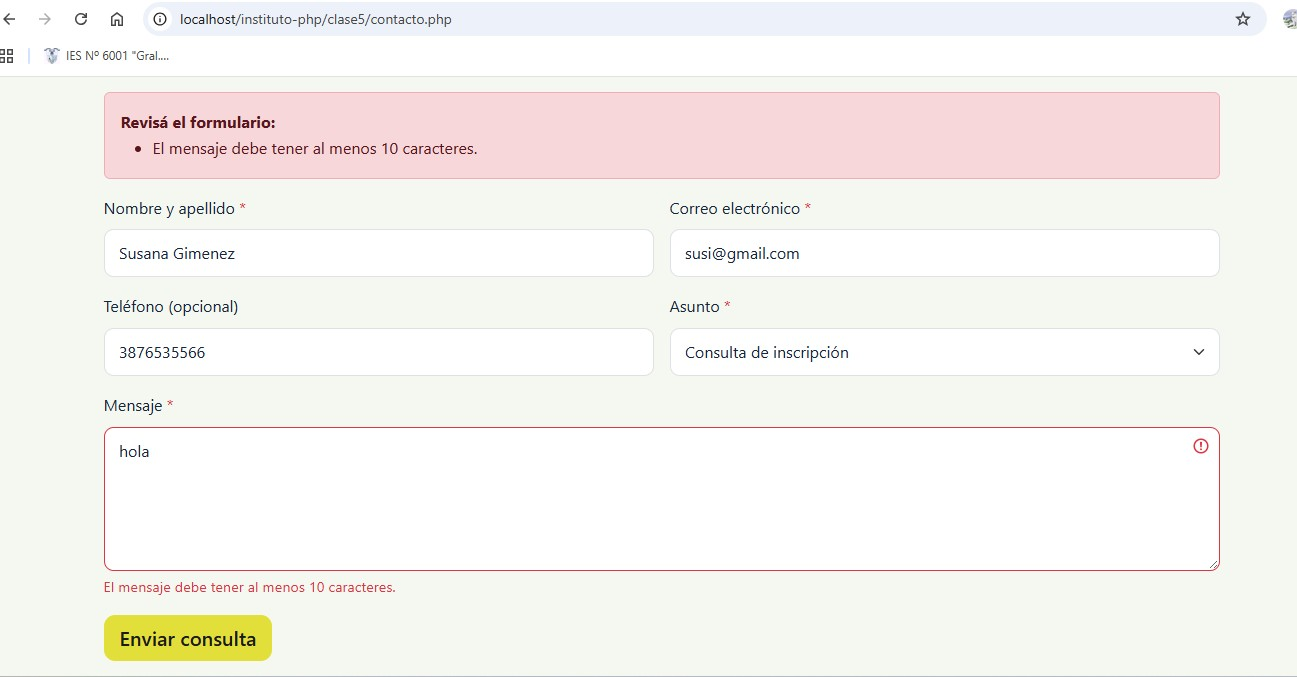 localhost/instituto-php/clase5/contacto.php
IES Nº 6001 "Gral....
Revisá el formulario:
• El mensaje debe tener al menos 10 caracteres.
Nombre y apellido *
Correo electrónico *
Susana Gimenez
susi@gmail.com
Teléfono (opcional)
Asunto *
3876535566
Consulta de inscripción
Mensaje *
hola
El mensaje debe tener al menos 10 caracteres.
Enviar consulta